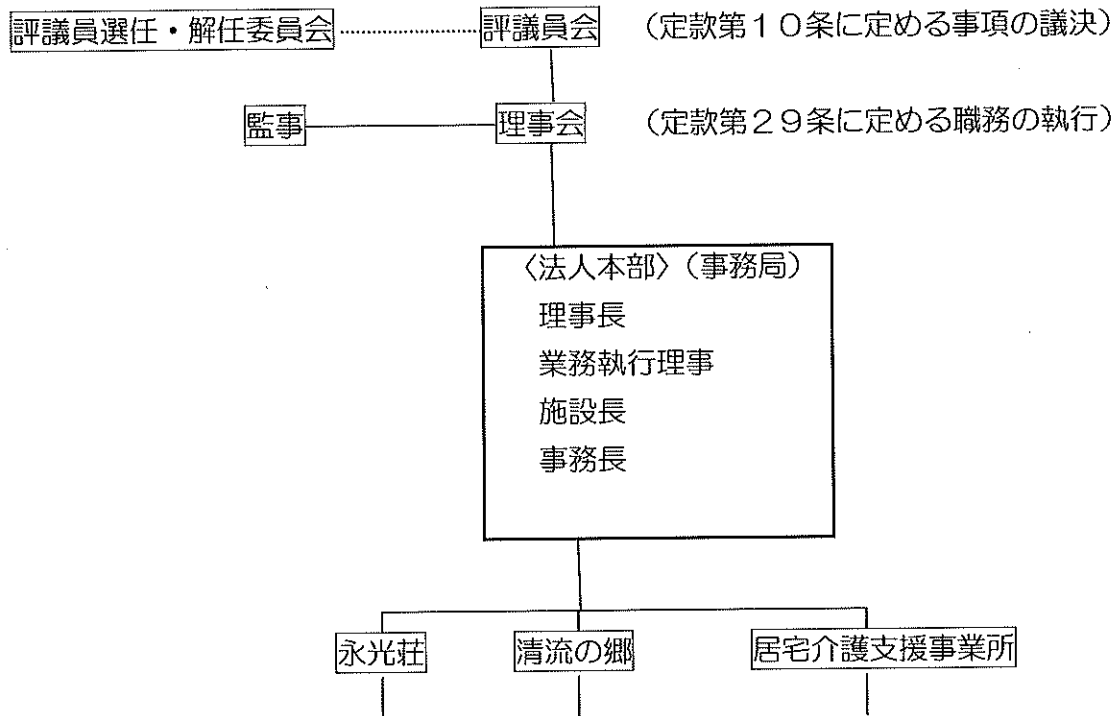 評議員選任・解任委員会 評議員会 (定款第10条に定める事項の議決)
監事 理事会 (定款第29条に定める職務の執行)
〈法人本部〉(事務局)
理事長
業務執行理事
施設長
事務長
永光荘 清流の郷 居宅介護支援事業所